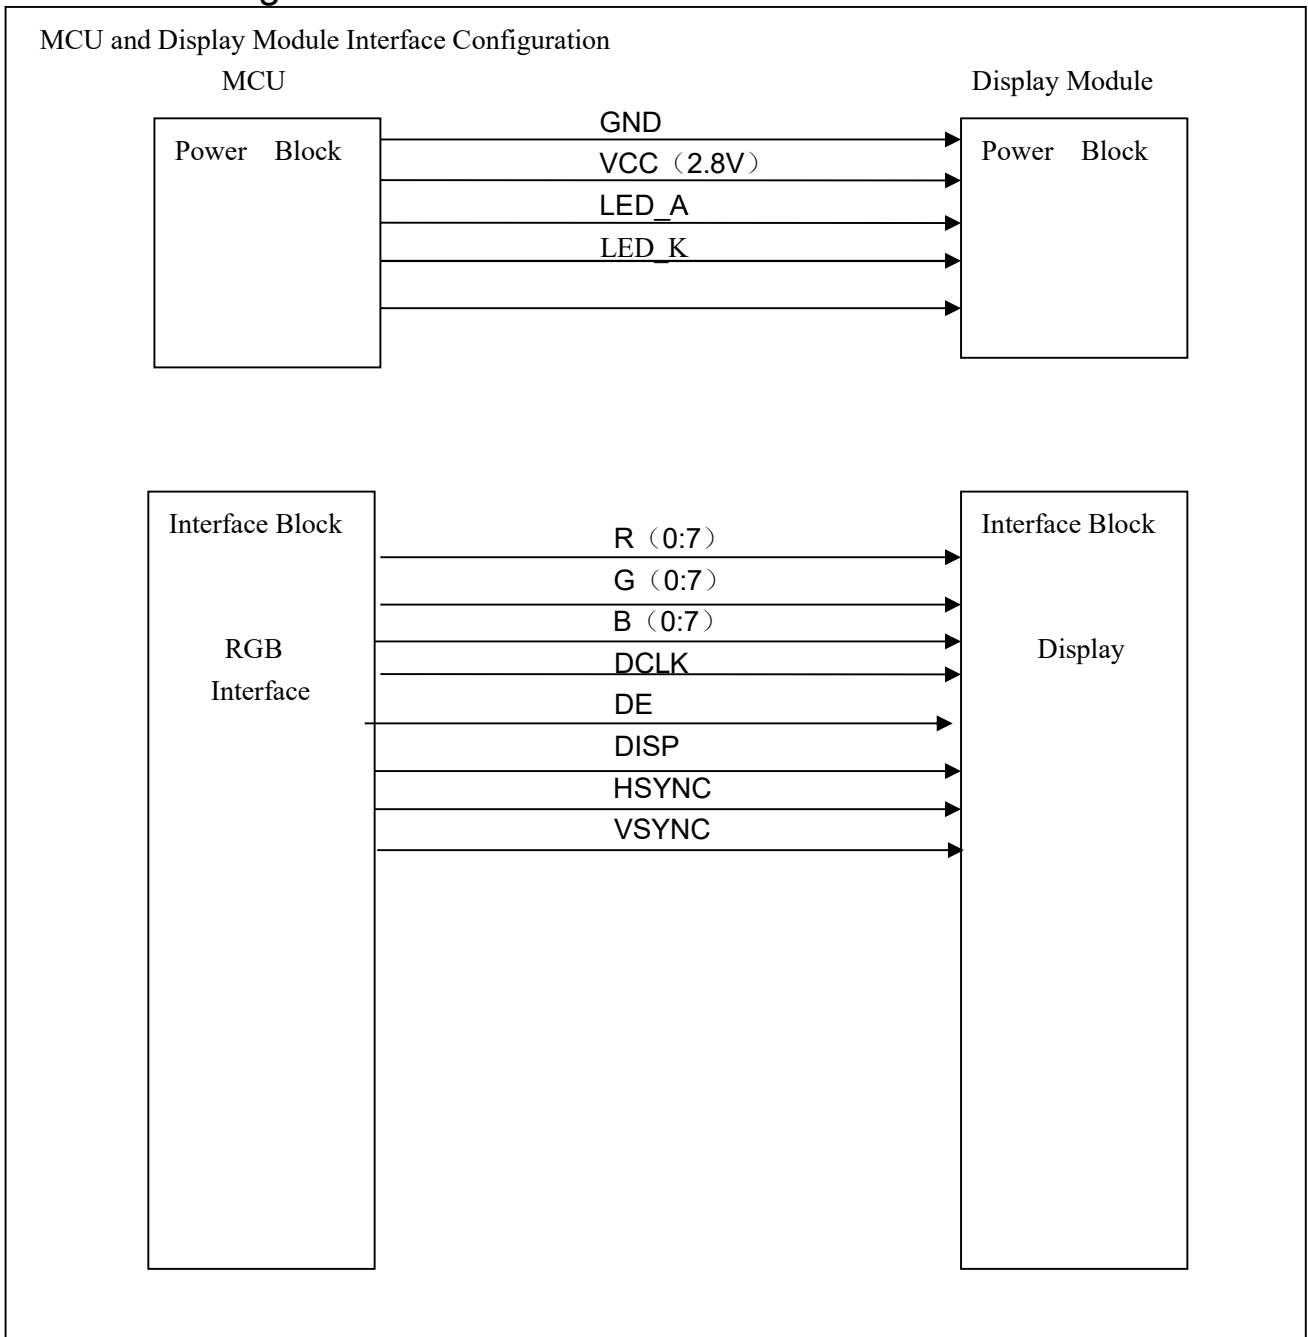 MCU and Display Module Interface Configuration
MCU Display Module
GND
Power Block Power Block
VCC（2.8V）
LED_A
LED_K
Interface Block Interface Block
R（0:7）
G（0:7）
B（0:7）
RGB Display
DCLK
Interface
DE
DISP
HSYNC
VSYNC